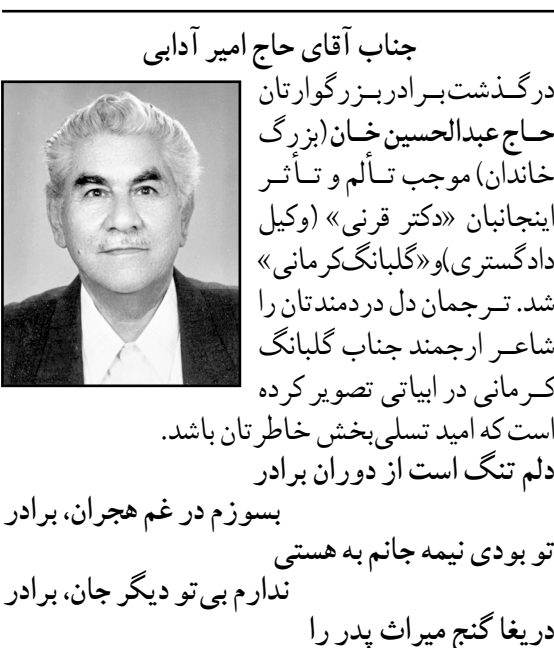 جناب آقای حاج امیر آدابی
درگذشت برادر بزرگوارتان
حاج عبدالحسین خان (بزرگ
خاندان) موجب تألم و تأثر
اینجانبان «دکتر قرنی» (وکیل
دادگستری) و «گلبانگ کرمانی»
شد. ترجمان دل دردمندتان را
شاعر ارجمند جناب گلبانگ
کرمانی در ابیاتی تصویر کرده
است که امید تسلی‌بخش خاطرتان باشد.
دلم تنگ است از دوران برادر
بسوزم در غم هجران، برادر
تو بودی نیمه جانم به هستی
ندارم بی‌تو دیگر جان، برادر
دریغا گنج میراث پدر را